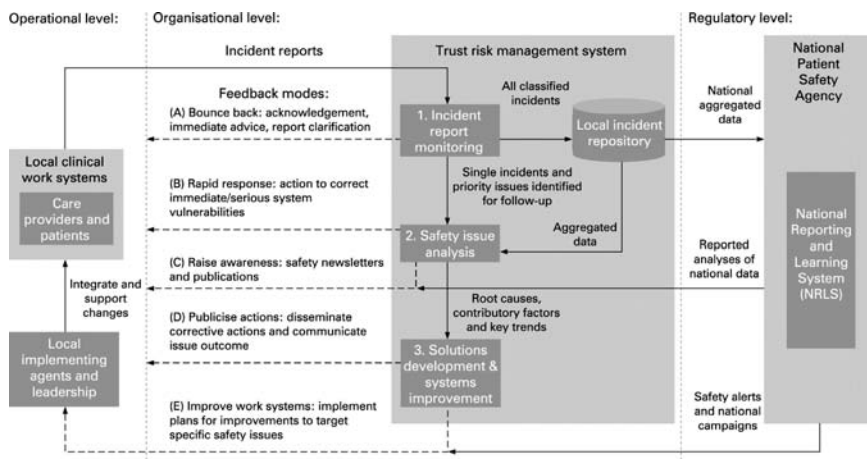 Operational level:
Organisational level:
Regulatory level:
Incident reports
Trust risk management system
National
Patient
Safety
Agency
Feedback modes:
All classified
incidents
National
aggregated
data
(A) Bounce back: acknowledgement,
immediate advice, report clarification
1. Incident
report
monitoring
Local incident
repository
Local clinical
work systems
Care
providers and
patients
(B) Rapid response: action to correct
immediate/serious system
vulnerabilities
Single incidents and
priority issues identified
for follow-up
2. Safety issue
analysis
Aggregated
data
National
Reporting
and
Learning
System
(NRLS)
Reported
analyses of
national data
(C) Raise awareness: safety newsletters
and publications
Integrate and
support
changes
Root causes,
contributory factors
and key trends
(D) Publicise actions: disseminate
corrective actions and communicate
issue outcome
Local
implementing
agents and
leadership
3. Solutions
development &
systems
improvement
(E) Improve work systems: implement
plans for improvements to target
specific safety issues
Safety alerts
and national
campaigns